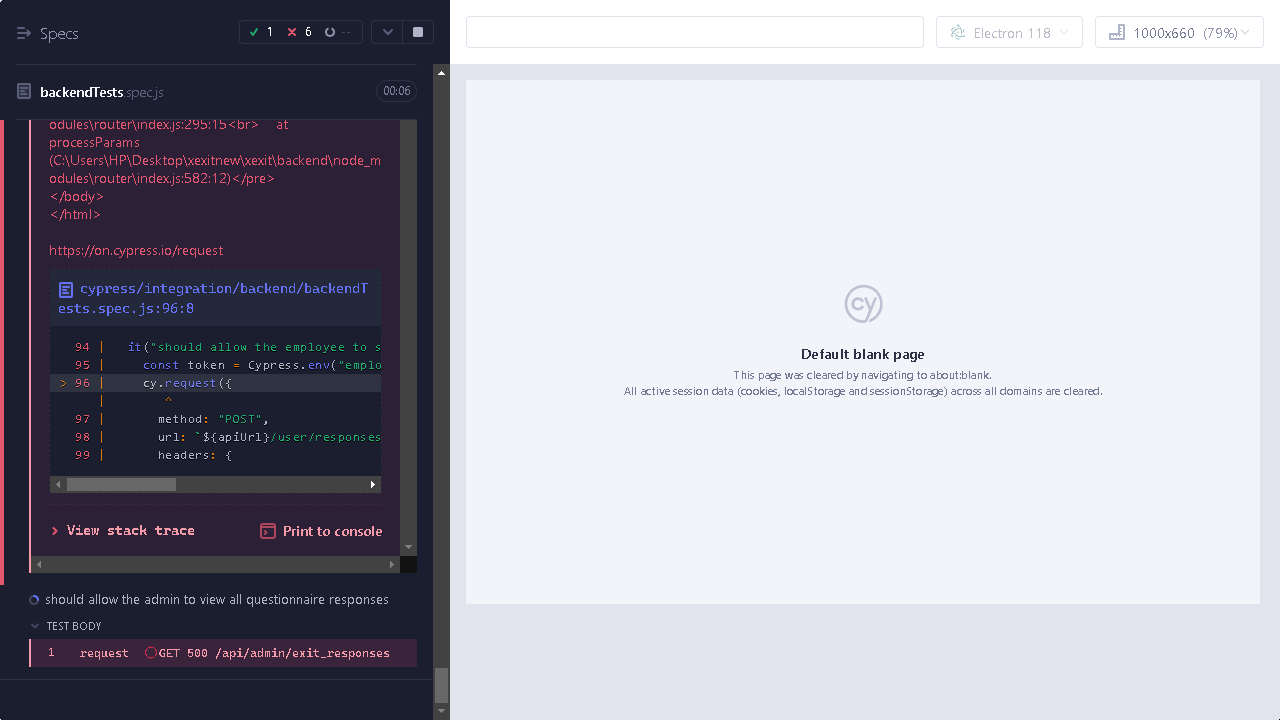 Specs
1 6 --
backendTests spec.js 00:06
odules\router\index.js:295:15<br> at
processParams
(C:\Users\HP\Desktop\xexitnew\xexit\backend\node_m
odules\router\index.js:582:12)</pre>
</body>
</html>
https://on.cypress.io/request
cypress/integration/backend/backendT
ests.spec.js:96:8
94 | it("should allow the employee to s
95 | const token = Cypress.env("emplo
> 96 | cy.request({
| ^
97 | method: "POST",
98 | url: `${apiUrl}/user/responses
99 | headers: {
> View stack trace
Print to console
should allow the admin to view all questionnaire responses
TEST BODY
1 request GET 500 /api/admin/exit_responses
Electron 118
1000x660 (79%)
cy
Default blank page
This page was cleared by navigating to about:blank.
All active session data (cookies, localStorage and sessionStorage) across all domains are cleared.